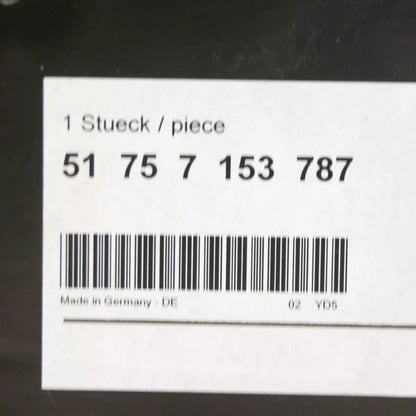 1 Stueck / piece
51 75 7 153 787
Made in Germany - DE 02 YD5